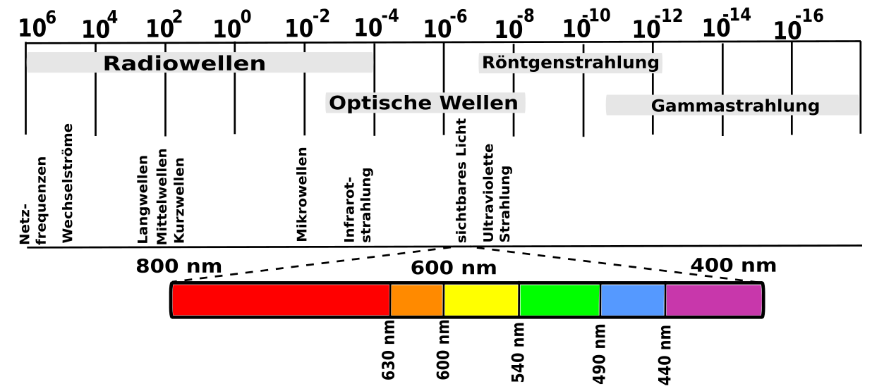 10^6 10^4 10^2 10^0 10^-2 10^-4 10^-6 10^-8 10^-10 10^-12 10^-14 10^-16
Radiowellen
Röntgenstrahlung
Optische Wellen
Gammastrahlung
Netz-
frequenzen
Wechselströme
Langwellen
Mittelwellen
Kurzwellen
Mikrowellen
Infrarot-
strahlung
sichtbares Licht
Ultraviolette
Strahlung
800 nm 600 nm 400 nm
630 nm
600 nm
540 nm
490 nm
440 nm